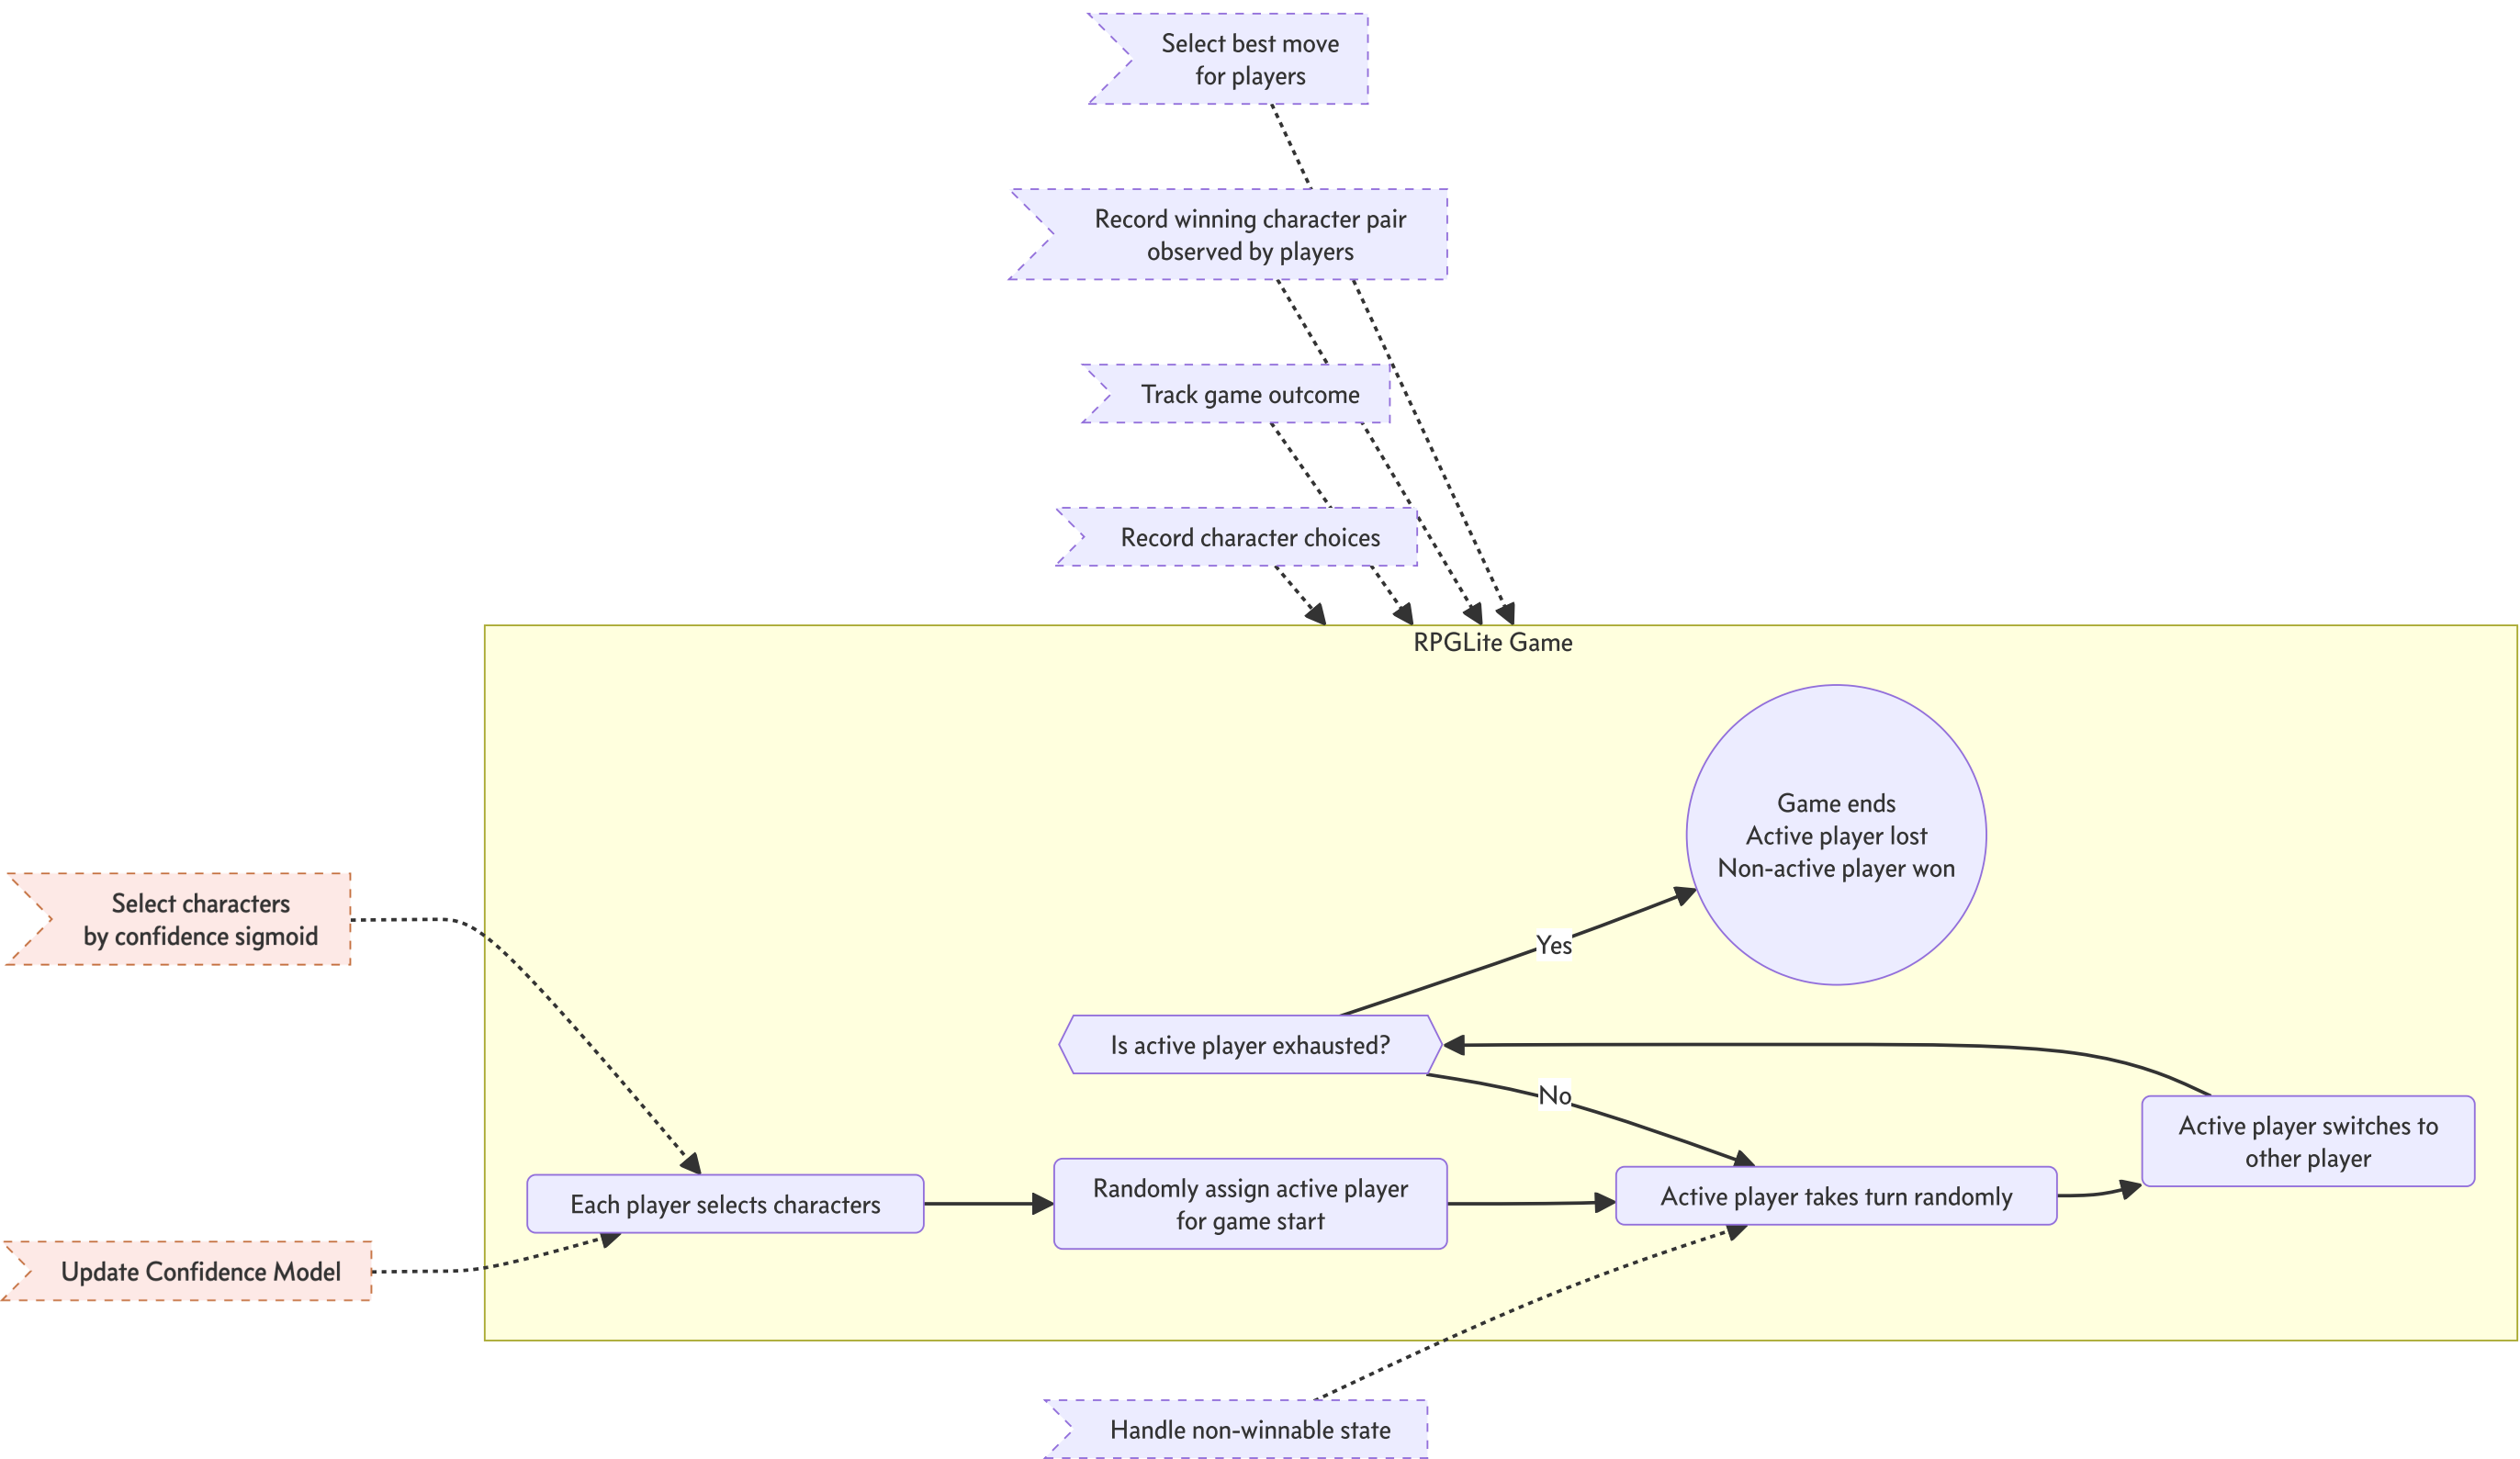 Select best move
for players
Record winning character pair
observed by players
Track game outcome
Record character choices
RPGLite Game
Game ends
Active player lost
Non-active player won
Select characters
by confidence sigmoid
Yes
Is active player exhausted?
No
Active player switches to
other player
Each player selects characters
Randomly assign active player
for game start
Active player takes turn randomly
Update Confidence Model
Handle non-winnable state